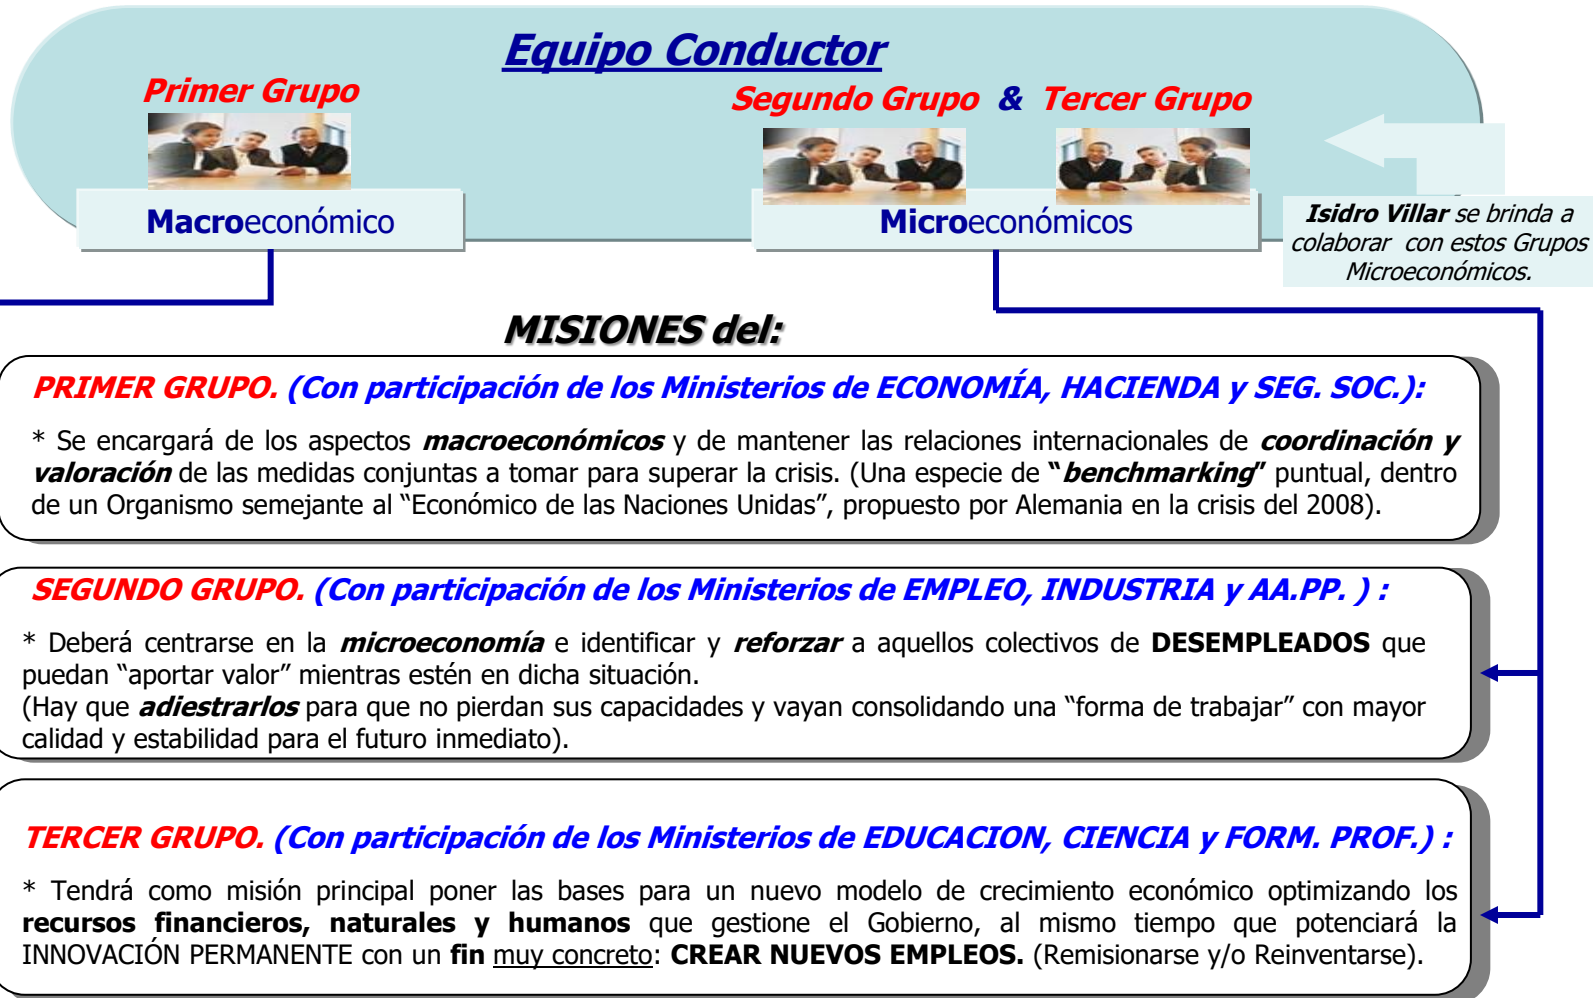 Equipo Conductor
Primer Grupo
Segundo Grupo & Tercer Grupo
Macroeconómico
Microeconómicos
Isidro Villar se brinda a
colaborar con estos Grupos
Microeconómicos.
MISIONES del:
PRIMER GRUPO. (Con participación de los Ministerios de ECONOMÍA, HACIENDA y SEG. SOC.):
* Se encargará de los aspectos macroeconómicos y de mantener las relaciones internacionales de coordinación y
valoración de las medidas conjuntas a tomar para superar la crisis. (Una especie de “benchmarking” puntual, dentro
de un Organismo semejante al “Económico de las Naciones Unidas”, propuesto por Alemania en la crisis del 2008).
SEGUNDO GRUPO. (Con participación de los Ministerios de EMPLEO, INDUSTRIA y AA.PP. ) :
* Deberá centrarse en la microeconomía e identificar y reforzar a aquellos colectivos de DESEMPLEADOS que
puedan “aportar valor” mientras estén en dicha situación.
(Hay que adiestrarlos para que no pierdan sus capacidades y vayan consolidando una “forma de trabajar” con mayor
calidad y estabilidad para el futuro inmediato).
TERCER GRUPO. (Con participación de los Ministerios de EDUCACION, CIENCIA y FORM. PROF.) :
* Tendrá como misión principal poner las bases para un nuevo modelo de crecimiento económico optimizando los
recursos financieros, naturales y humanos que gestione el Gobierno, al mismo tiempo que potenciará la
INNOVACIÓN PERMANENTE con un fin muy concreto: CREAR NUEVOS EMPLEOS. (Remisionarse y/o Reinventarse).